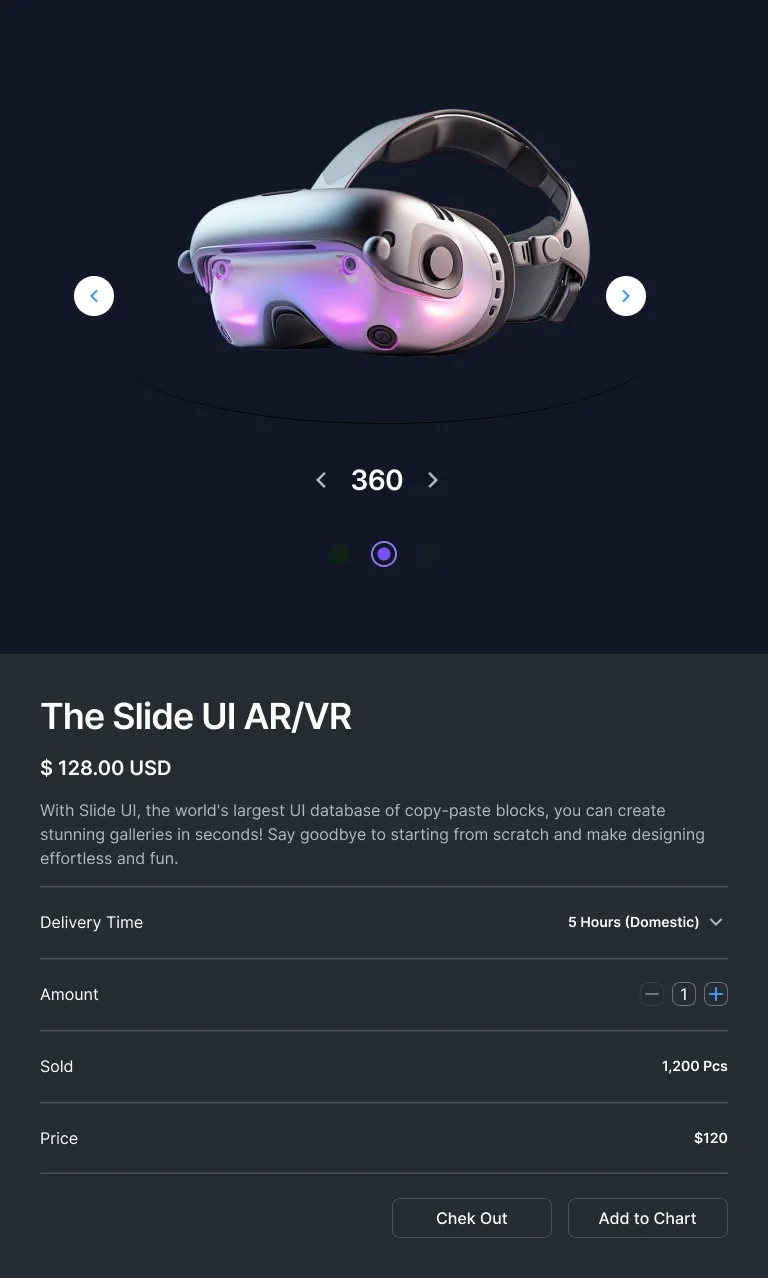 360
The Slide UI AR/VR
$ 128.00 USD
With Slide UI, the world's largest UI database of copy-paste blocks, you can create
stunning galleries in seconds! Say goodbye to starting from scratch and make designing
effortless and fun.
Delivery Time 5 Hours (Domestic)
Amount 1
Sold 1,200 Pcs
Price $120
Chek Out Add to Chart